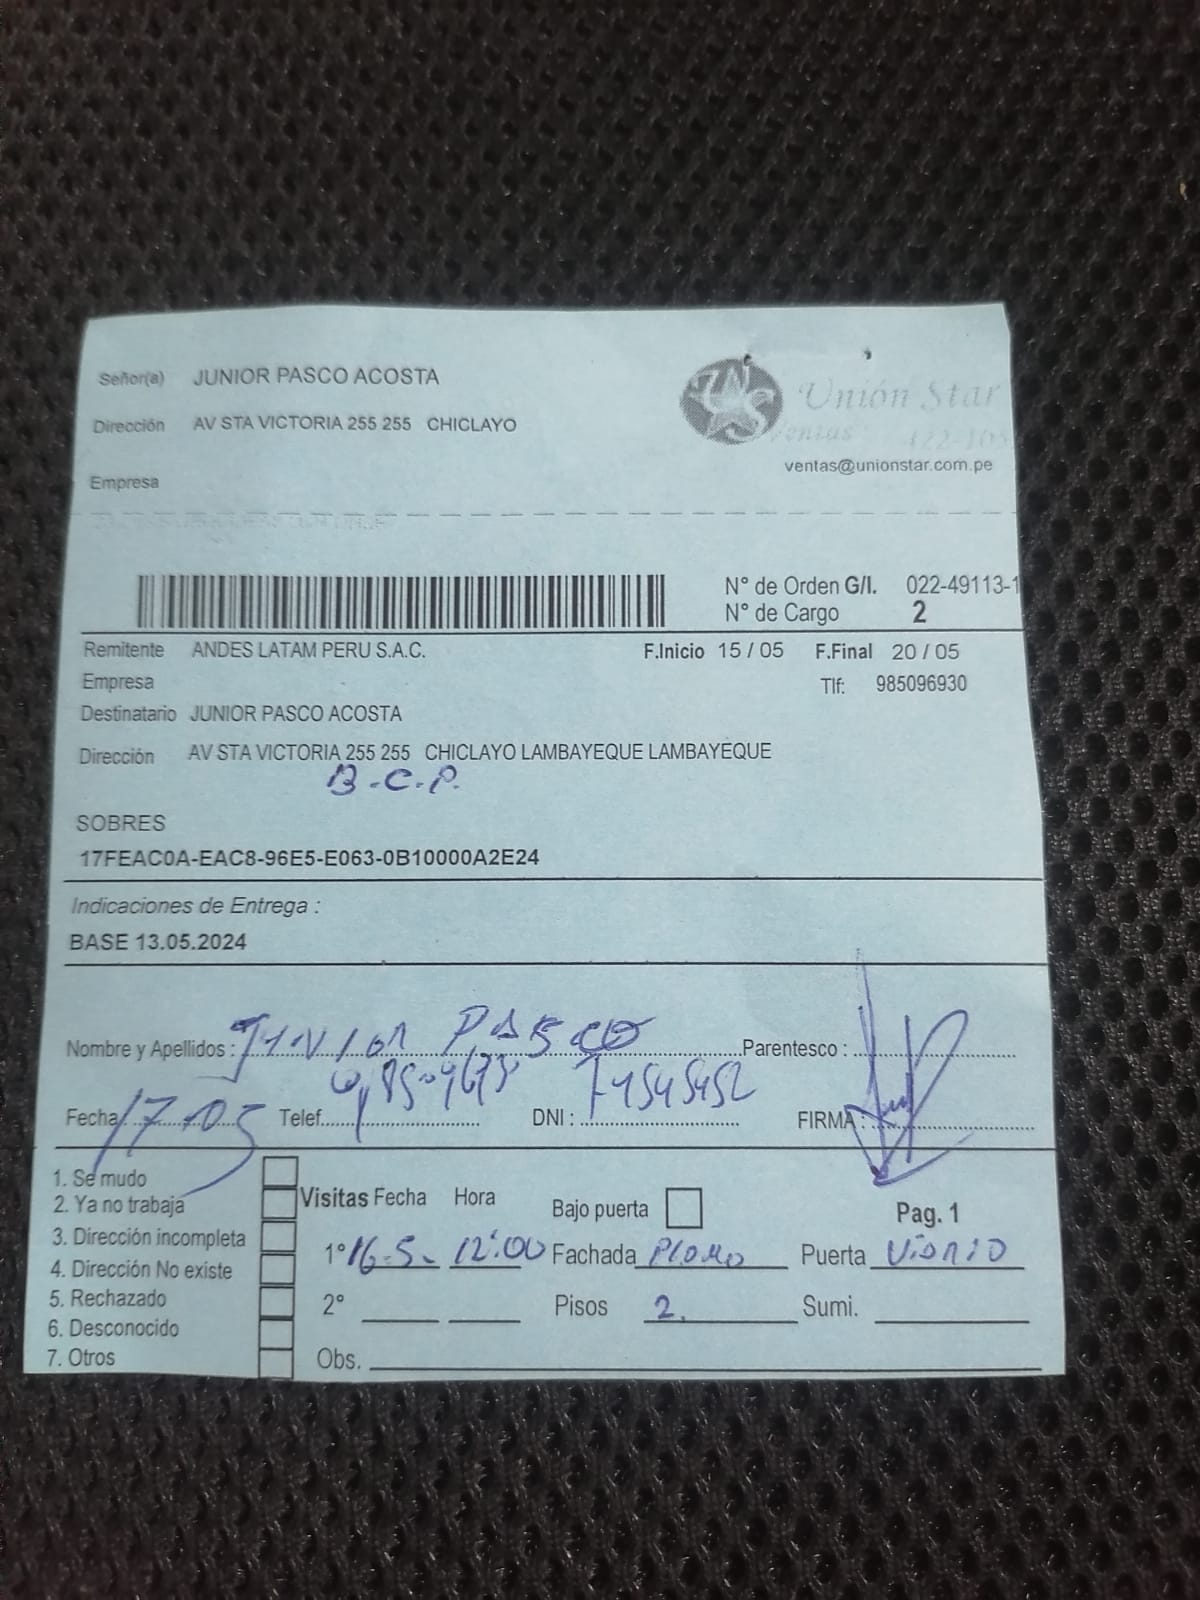 Señor(a) JUNIOR PASCO ACOSTA
Unión Star
Dirección AV STA VICTORIA 255 255 CHICLAYO
Ventas 422-105
ventas@unionstar.com.pe
Empresa
N° de Orden G/I. 022-49113-1
N° de Cargo 2
Remitente ANDES LATAM PERU S.A.C. F.Inicio 15 / 05 F.Final 20 / 05
Empresa Tlf: 985096930
Destinatario JUNIOR PASCO ACOSTA
Dirección AV STA VICTORIA 255 255 CHICLAYO LAMBAYEQUE LAMBAYEQUE
B.C.P.
SOBRES
17FEAC0A-EAC8-96E5-E063-0B10000A2E24
Indicaciones de Entrega :
BASE 13.05.2024
Nombre y Apellidos : JUNIOR PASCO Parentesco :
Fecha 17.05 Telef. DNI : FIRMA :
1. Se mudo
2. Ya no trabaja
3. Dirección incompleta
4. Dirección No existe
5. Rechazado
6. Desconocido
7. Otros
Visitas Fecha Hora Bajo puerta Pag. 1
1° 16-5- 12:00 Fachada Plomo Puerta Vidrio
2° Pisos 2. Sumi.
Obs.